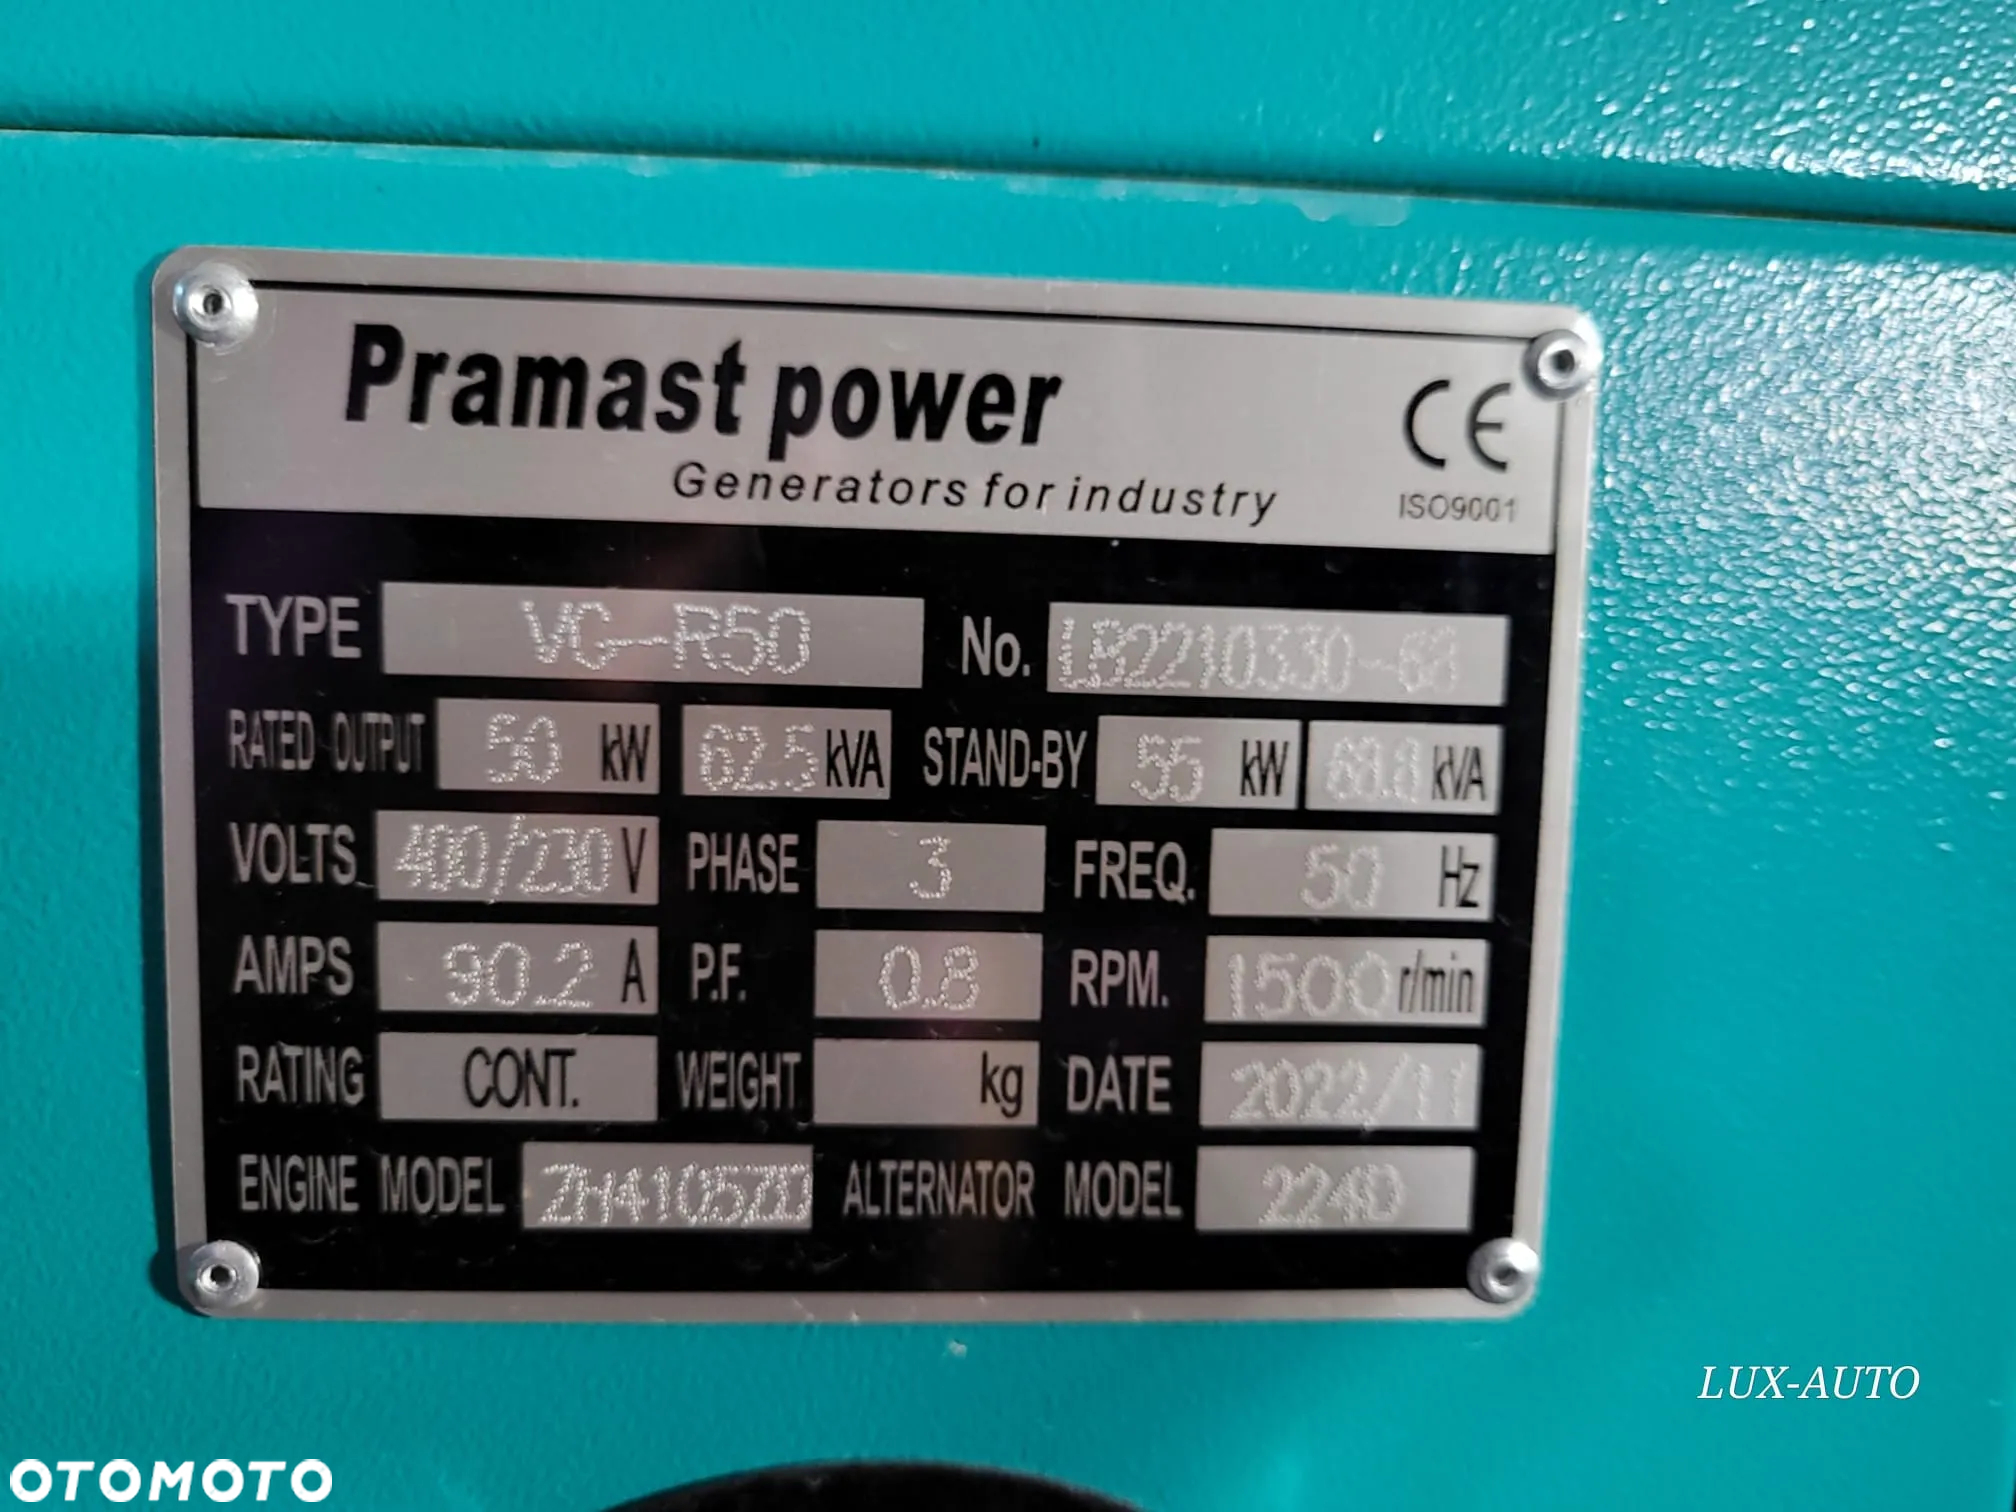 Pramast power
CE
Generators for industry
ISO9001
TYPE VG-R50 No.
RATED OUTPUT 50 kW 62.5 kVA STAND-BY 55 kW 68.8 kVA
VOLTS 400/230 V PHASE 3 FREQ. 50 Hz
AMPS 90.2 A P.F. 0.8 RPM. 1500 r/min
RATING CONT. WEIGHT kg DATE 2022/11
ENGINE MODEL ALTERNATOR MODEL 224D
LUX-AUTO
OTOMOTO